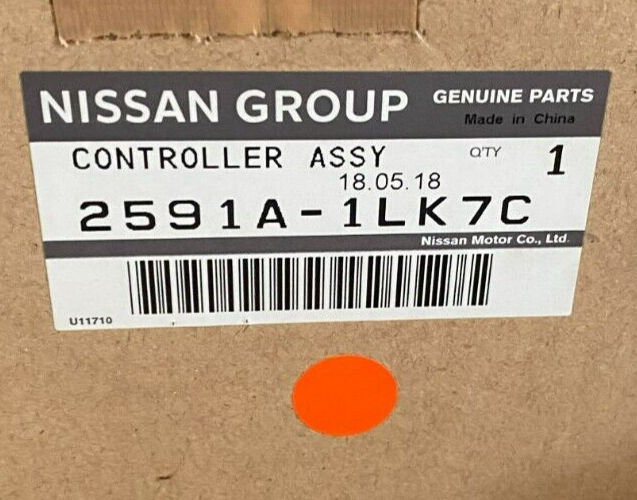 NISSAN GROUP GENUINE PARTS
Made in China
CONTROLLER ASSY Q'TY 1
18.05.18
2591A-1LK7C
Nissan Motor Co., Ltd.
U11710